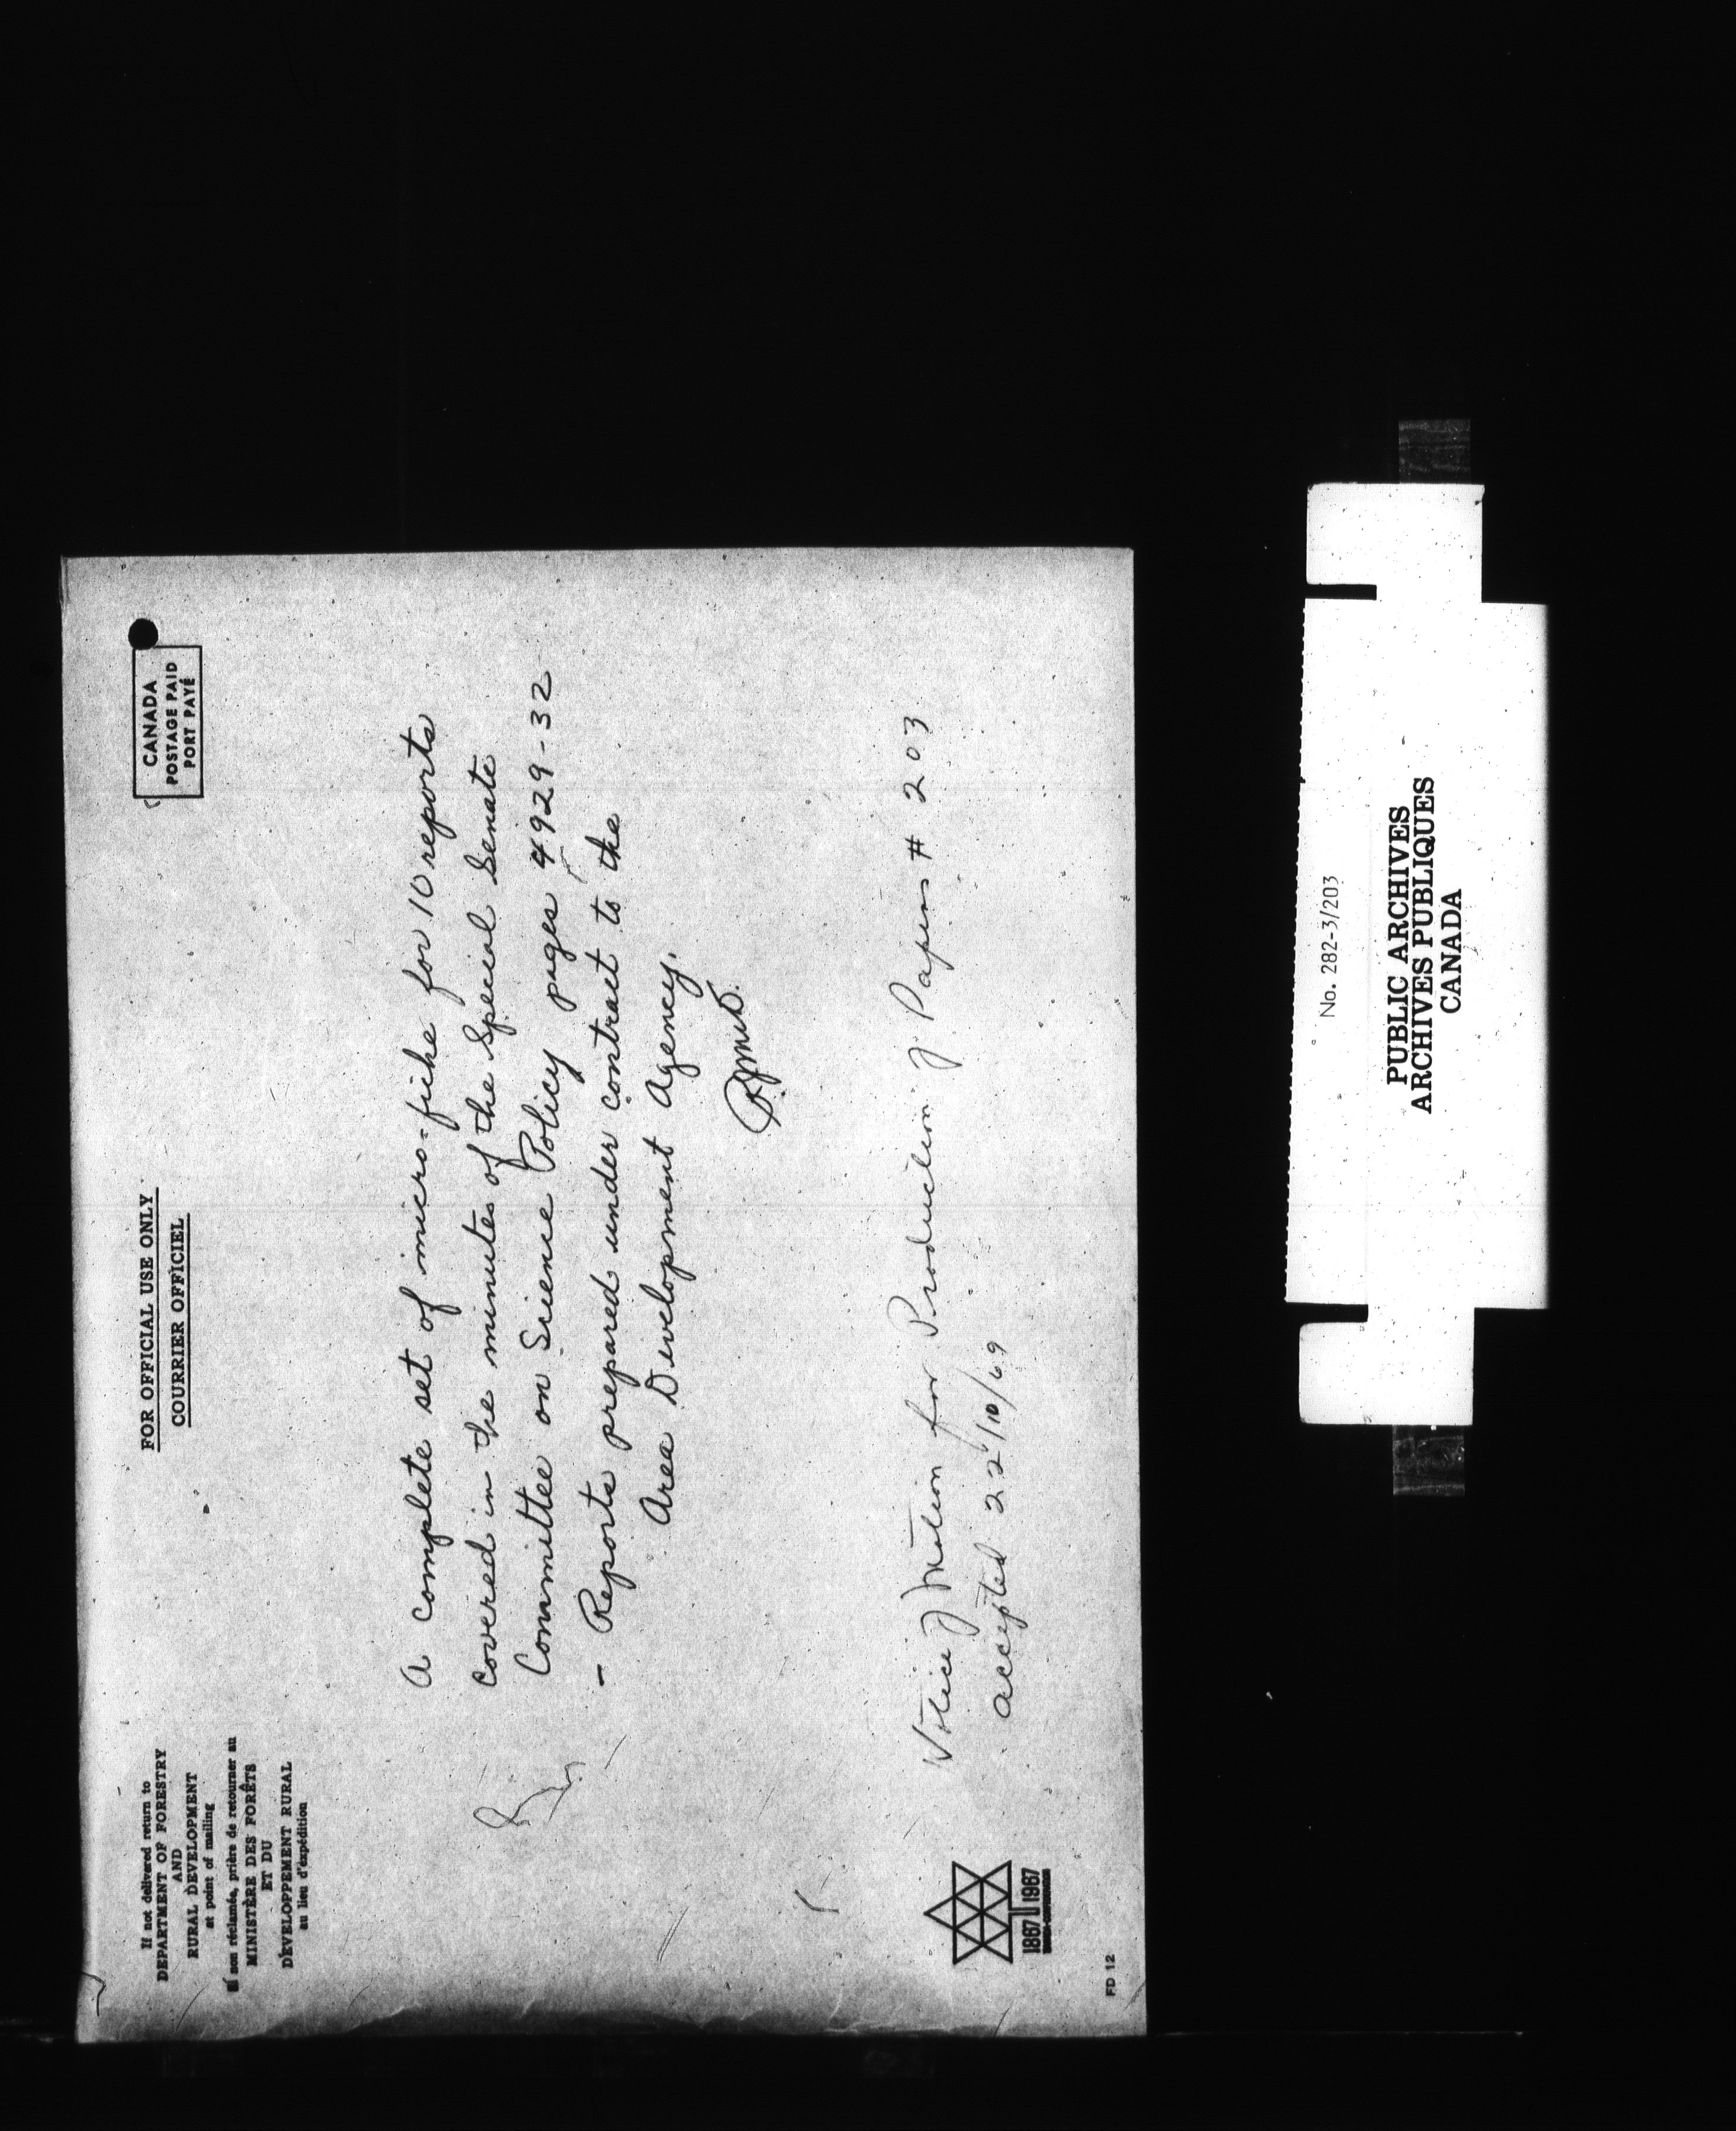 If not delivered return to
DEPARTMENT OF FORESTRY
AND
RURAL DEVELOPMENT
at point of mailing
Si non réclamée, prière de retourner au
MINISTÈRE DES FORÊTS
ET DU
DÉVELOPPEMENT RURAL
au lieu d'expédition
FOR OFFICIAL USE ONLY
COURRIER OFFICIEL
CANADA
POSTAGE PAID
PORT PAYÉ
A complete set of micro-fiche for 10 reports
covered in the minutes of the Special Senate
Committee on Science Policy pages 4929-32
- Reports prepared under contract to the
Area Development Agency.
Notice of Motion for Production of Papers # 203
accepted 22/10/69
1867 1967
FD 12
No. 282-3/203
PUBLIC ARCHIVES
ARCHIVES PUBLIQUES
CANADA